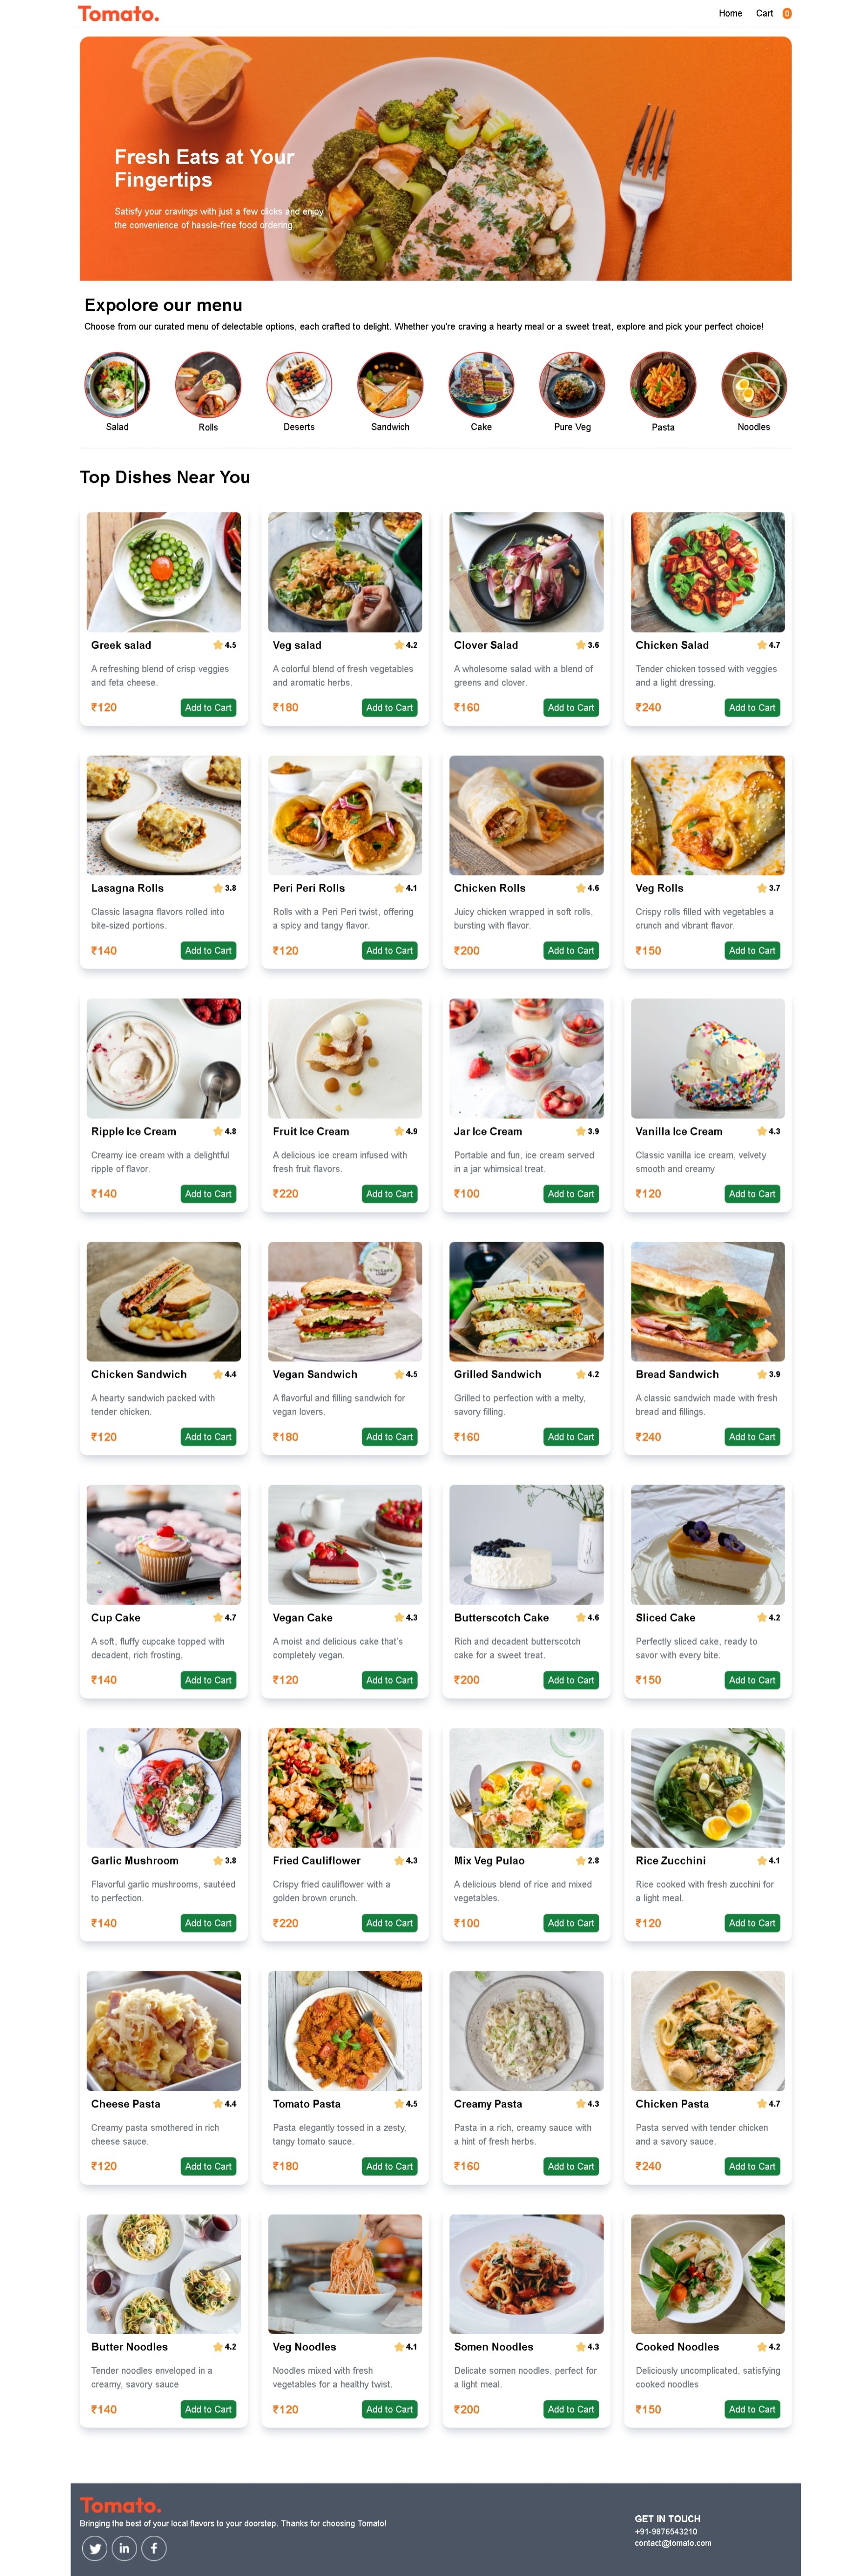 Tomato.
Home Cart 0
Fresh Eats at Your
Fingertips
Satisfy your cravings with just a few clicks and enjoy
the convenience of hassle-free food ordering.
Expolore our menu
Choose from our curated menu of delectable options, each crafted to delight. Whether you're craving a hearty meal or a sweet treat, explore and pick your perfect choice!
Salad Rolls Deserts Sandwich Cake Pure Veg Pasta Noodles
Top Dishes Near You
Greek salad 4.5
A refreshing blend of crisp veggies
and feta cheese.
₹120 Add to Cart
Veg salad 4.2
A colorful blend of fresh vegetables
and aromatic herbs.
₹180 Add to Cart
Clover Salad 3.6
A wholesome salad with a blend of
greens and clover.
₹160 Add to Cart
Chicken Salad 4.7
Tender chicken tossed with veggies
and a light dressing.
₹240 Add to Cart
Lasagna Rolls 3.8
Classic lasagna flavors rolled into
bite-sized portions.
₹140 Add to Cart
Peri Peri Rolls 4.1
Rolls with a Peri Peri twist, offering
a spicy and tangy flavor.
₹120 Add to Cart
Chicken Rolls 4.6
Juicy chicken wrapped in soft rolls,
bursting with flavor.
₹200 Add to Cart
Veg Rolls 3.7
Crispy rolls filled with vegetables a
crunch and vibrant flavor.
₹150 Add to Cart
Ripple Ice Cream 4.8
Creamy ice cream with a delightful
ripple of flavor.
₹140 Add to Cart
Fruit Ice Cream 4.9
A delicious ice cream infused with
fresh fruit flavors.
₹220 Add to Cart
Jar Ice Cream 3.9
Portable and fun, ice cream served
in a jar whimsical treat.
₹100 Add to Cart
Vanilla Ice Cream 4.3
Classic vanilla ice cream, velvety
smooth and creamy
₹120 Add to Cart
Chicken Sandwich 4.4
A hearty sandwich packed with
tender chicken.
₹120 Add to Cart
Vegan Sandwich 4.5
A flavorful and filling sandwich for
vegan lovers.
₹180 Add to Cart
Grilled Sandwich 4.2
Grilled to perfection with a melty,
savory filling.
₹160 Add to Cart
Bread Sandwich 3.9
A classic sandwich made with fresh
bread and fillings.
₹240 Add to Cart
Cup Cake 4.7
A soft, fluffy cupcake topped with
decadent, rich frosting.
₹140 Add to Cart
Vegan Cake 4.3
A moist and delicious cake that's
completely vegan.
₹120 Add to Cart
Butterscotch Cake 4.6
Rich and decadent butterscotch
cake for a sweet treat.
₹200 Add to Cart
Sliced Cake 4.2
Perfectly sliced cake, ready to
savor with every bite.
₹150 Add to Cart
Garlic Mushroom 3.8
Flavorful garlic mushrooms, sautéed
to perfection.
₹140 Add to Cart
Fried Cauliflower 4.3
Crispy fried cauliflower with a
golden brown crunch.
₹220 Add to Cart
Mix Veg Pulao 2.8
A delicious blend of rice and mixed
vegetables.
₹100 Add to Cart
Rice Zucchini 4.1
Rice cooked with fresh zucchini for
a light meal.
₹120 Add to Cart
Cheese Pasta 4.4
Creamy pasta smothered in rich
cheese sauce.
₹120 Add to Cart
Tomato Pasta 4.5
Pasta elegantly tossed in a zesty,
tangy tomato sauce.
₹180 Add to Cart
Creamy Pasta 4.3
Pasta in a rich, creamy sauce with
a hint of fresh herbs.
₹160 Add to Cart
Chicken Pasta 4.7
Pasta served with tender chicken
and a savory sauce.
₹240 Add to Cart
Butter Noodles 4.2
Tender noodles enveloped in a
creamy, savory sauce
₹140 Add to Cart
Veg Noodles 4.1
Noodles mixed with fresh
vegetables for a healthy twist.
₹120 Add to Cart
Somen Noodles 4.3
Delicate somen noodles, perfect for
a light meal.
₹200 Add to Cart
Cooked Noodles 4.2
Deliciously uncomplicated, satisfying
cooked noodles
₹150 Add to Cart
Tomato.
Bringing the best of your local flavors to your doorstep. Thanks for choosing Tomato!
GET IN TOUCH
+91-9876543210
contact@tomato.com